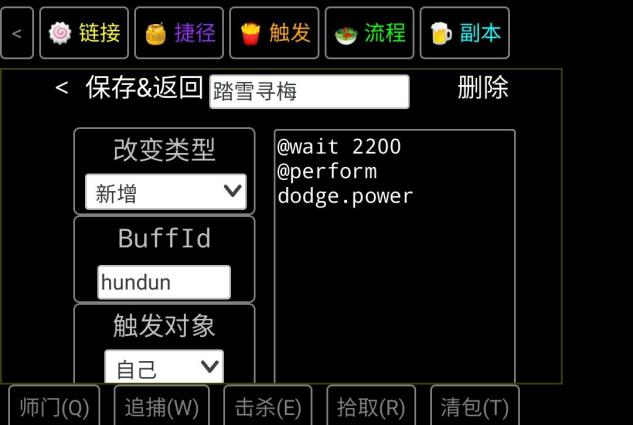 < 链接 捷径 触发 流程 副本
< 保存&返回 踏雪寻梅 删除
改变类型
新增
BuffId
hundun
触发对象
自己
@wait 2200
@perform
dodge.power
师门(Q) 追捕(W) 击杀(E) 拾取(R) 清包(T)